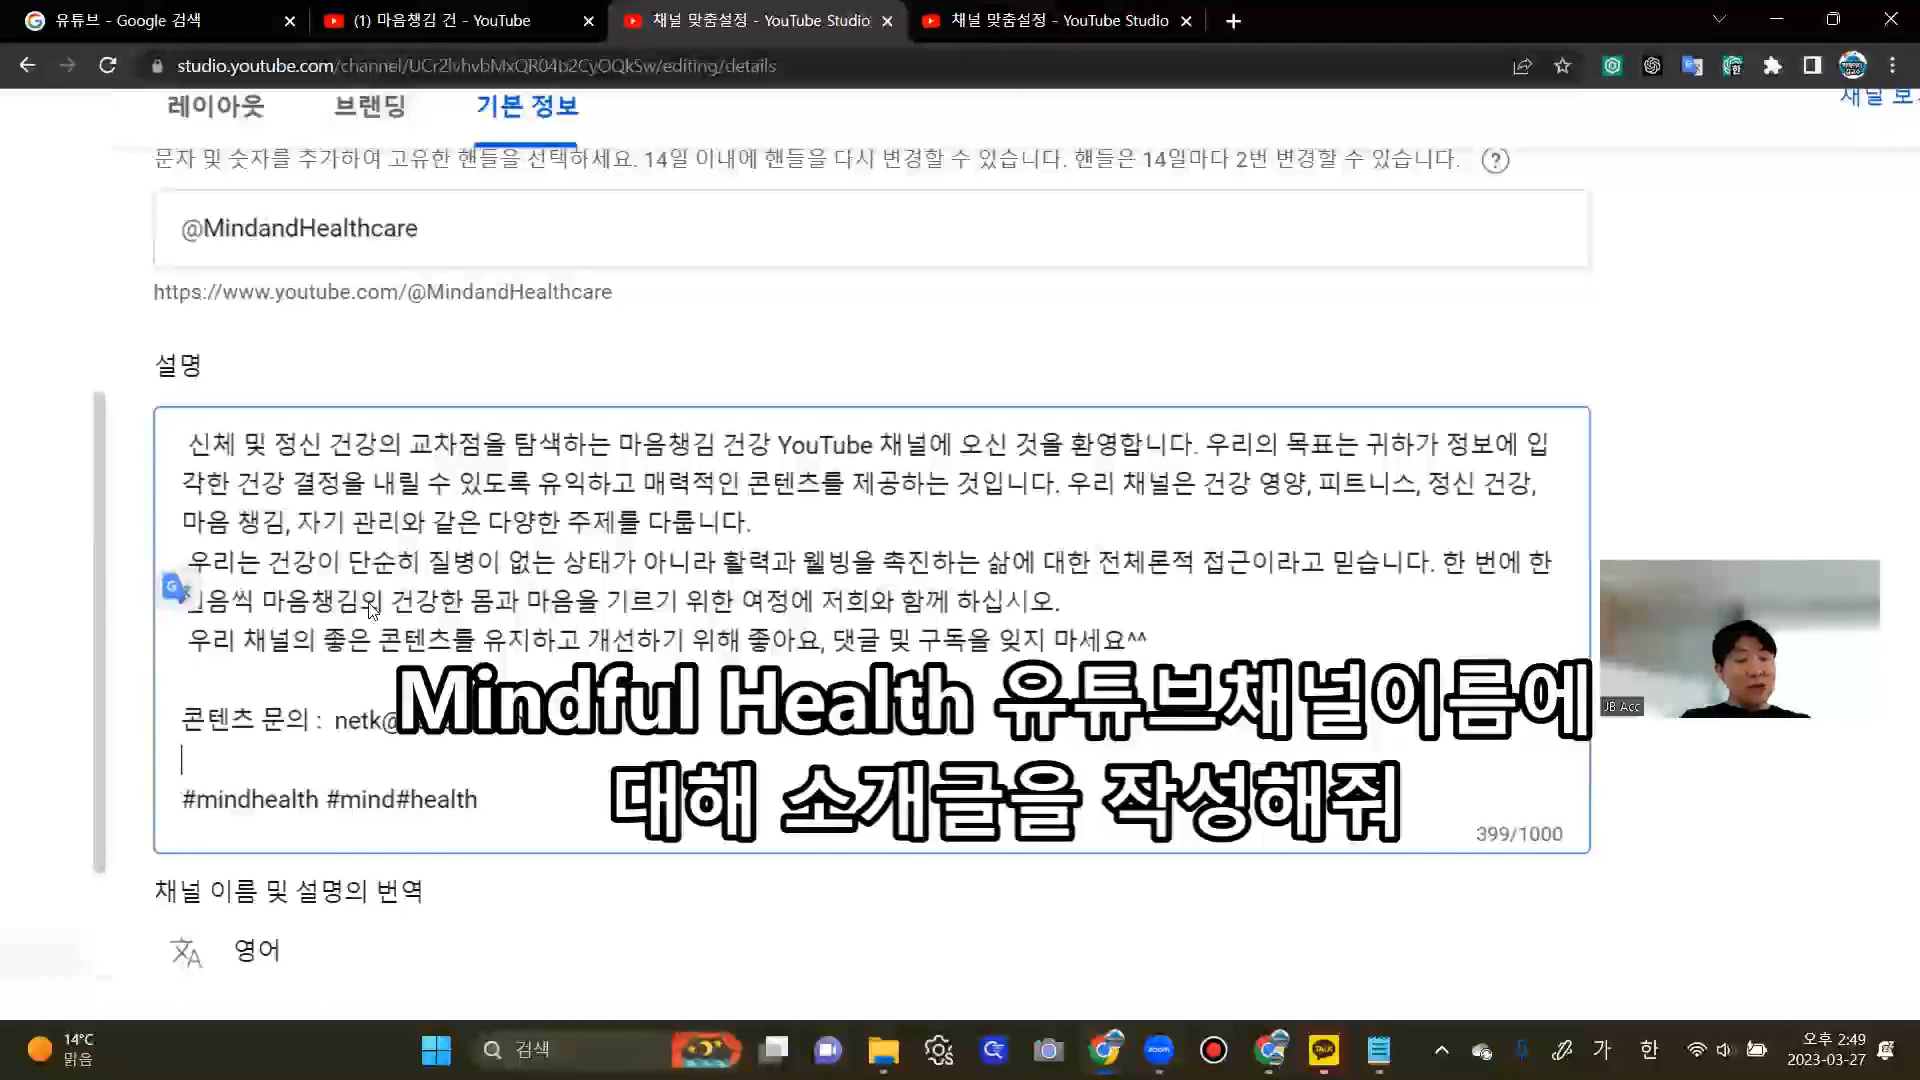 유튜브 - Google 검색
(1) 마음챙김 건 - YouTube
채널 맞춤설정 - YouTube Studio
채널 맞춤설정 - YouTube Studio
studio.youtube.com/channel/UCr2lvhvbMxQR04b2CyOQkSw/editing/details
레이아웃
브랜딩
기본 정보
문자 및 숫자를 추가하여 고유한 핸들을 선택하세요. 14일 이내에 핸들을 다시 변경할 수 있습니다. 핸들은 14일마다 2번 변경할 수 있습니다.
@MindandHealthcare
https://www.youtube.com/@MindandHealthcare
설명
신체 및 정신 건강의 교차점을 탐색하는 마음챙김 건강 YouTube 채널에 오신 것을 환영합니다. 우리의 목표는 귀하가 정보에 입
각한 건강 결정을 내릴 수 있도록 유익하고 매력적인 콘텐츠를 제공하는 것입니다. 우리 채널은 건강 영양, 피트니스, 정신 건강,
마음 챙김, 자기 관리와 같은 다양한 주제를 다룹니다.
우리는 건강이 단순히 질병이 없는 상태가 아니라 활력과 웰빙을 촉진하는 삶에 대한 전체론적 접근이라고 믿습니다. 한 번에 한
음씩 마음챙김의 건강한 몸과 마음을 기르기 위한 여정에 저희와 함께 하십시오.
우리 채널의 좋은 콘텐츠를 유지하고 개선하기 위해 좋아요, 댓글 및 구독을 잊지 마세요^^
콘텐츠 문의 : netk@
Mindful Health 유튜브채널이름에
대해 소개글을 작성해줘
#mindhealth #mind#health
399/1000
JB Acc
채널 이름 및 설명의 번역
영어
14°C
맑음
검색
가
한
오후 2:49
2023-03-27